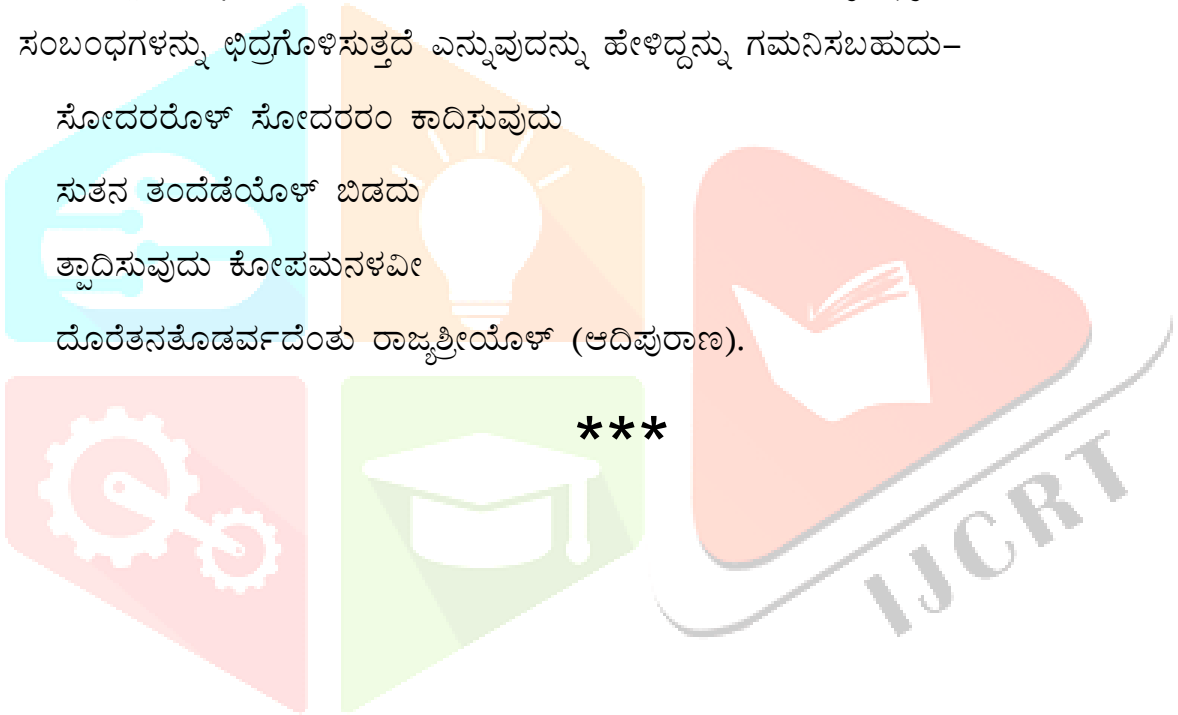 ಸಂಬಂಧಗಳನ್ನು ಛಿದ್ರಗೊಳಿಸುತ್ತದೆ ಎನ್ನುವುದನ್ನು ಹೇಳಿದ್ದನ್ನು ಗಮನಿಸಬಹುದು–
ಸೋದರರೊಳ್ ಸೋದರರಂ ಕಾದಿಸುವುದು
ಸುತನ ತಂದೆಡೆಯೊಳ್ ಬಿಡದು
ತ್ಪಾದಿಸುವುದು ಕೋಪಮನಳವೀ
ದೊರೆತನತೊಡರ್ವದೆಂತು ರಾಜ್ಯಶ್ರೀಯೊಳ್ (ಆದಿಪುರಾಣ).
***
IJCRT